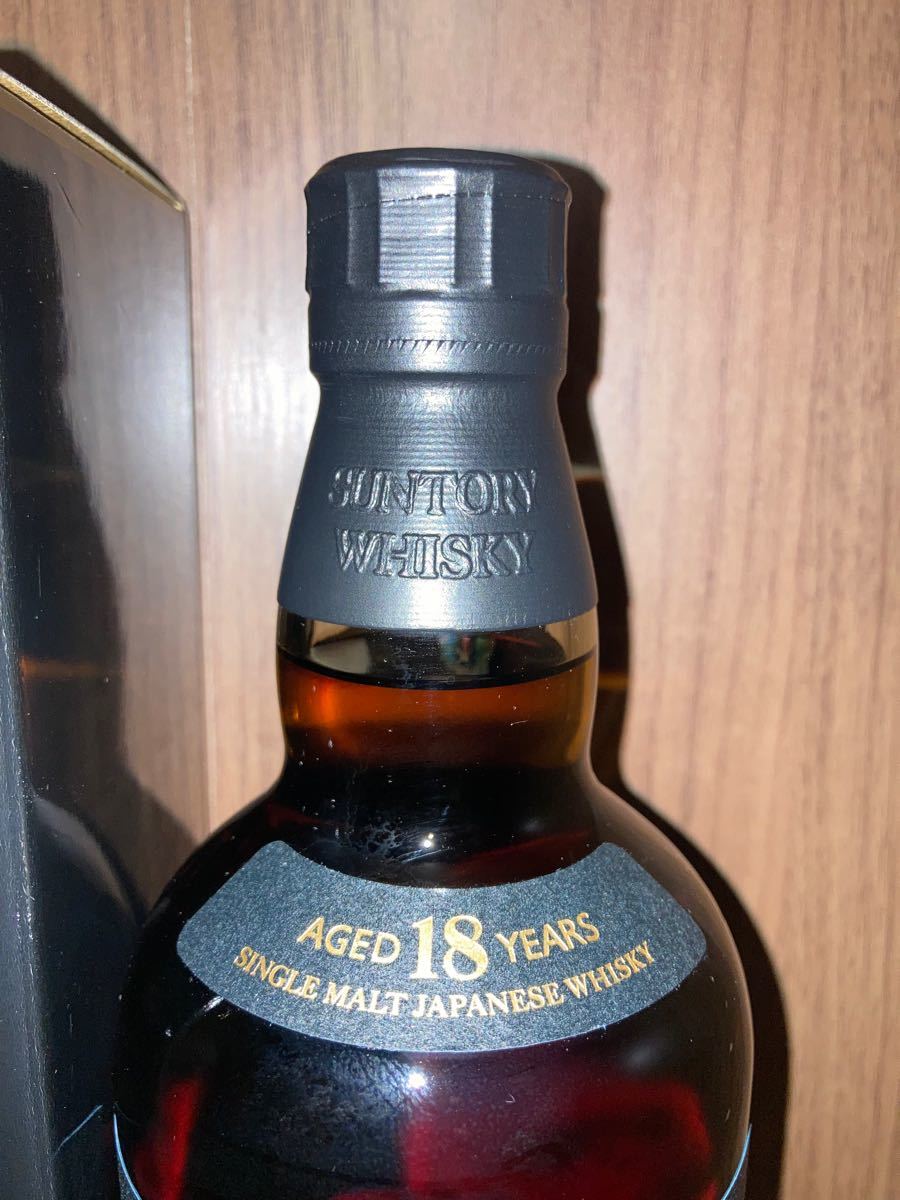 SUNTORY
WHISKY
AGED 18 YEARS
SINGLE MALT JAPANESE WHISKY